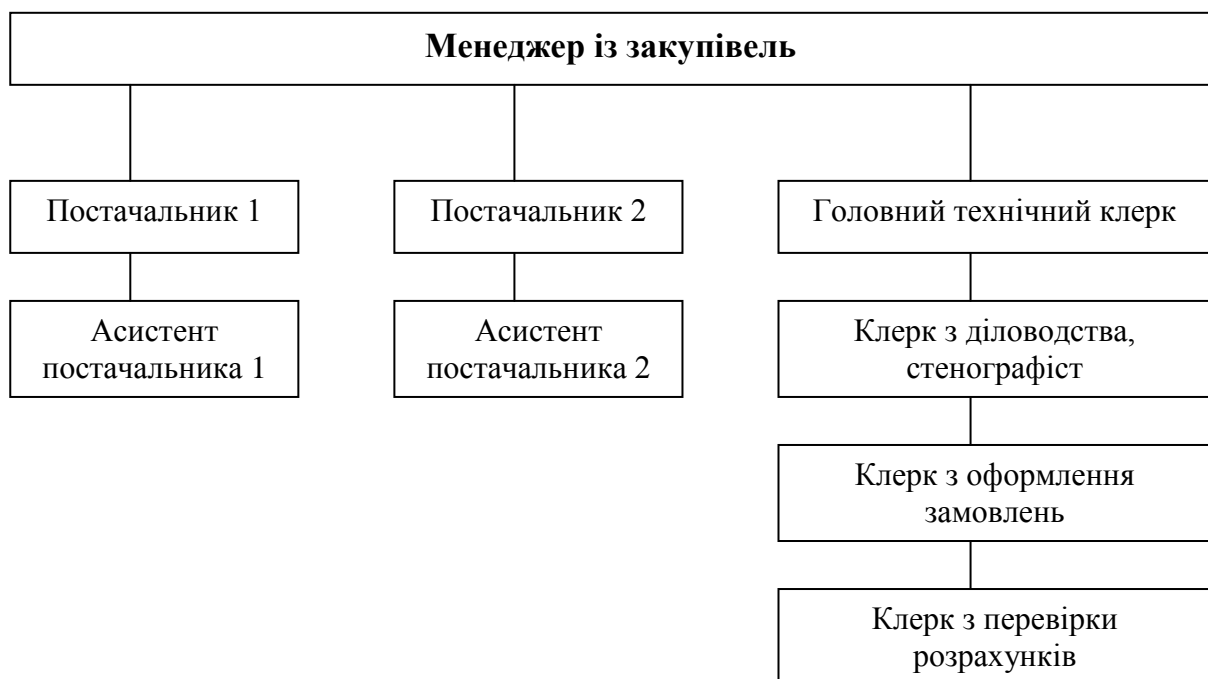 Менеджер із закупівель
Постачальник 1
Постачальник 2
Головний технічний клерк
Асистент
постачальника 1
Асистент
постачальника 2
Клерк з діловодства,
стенографіст
Клерк з оформлення
замовлень
Клерк з перевірки
розрахунків